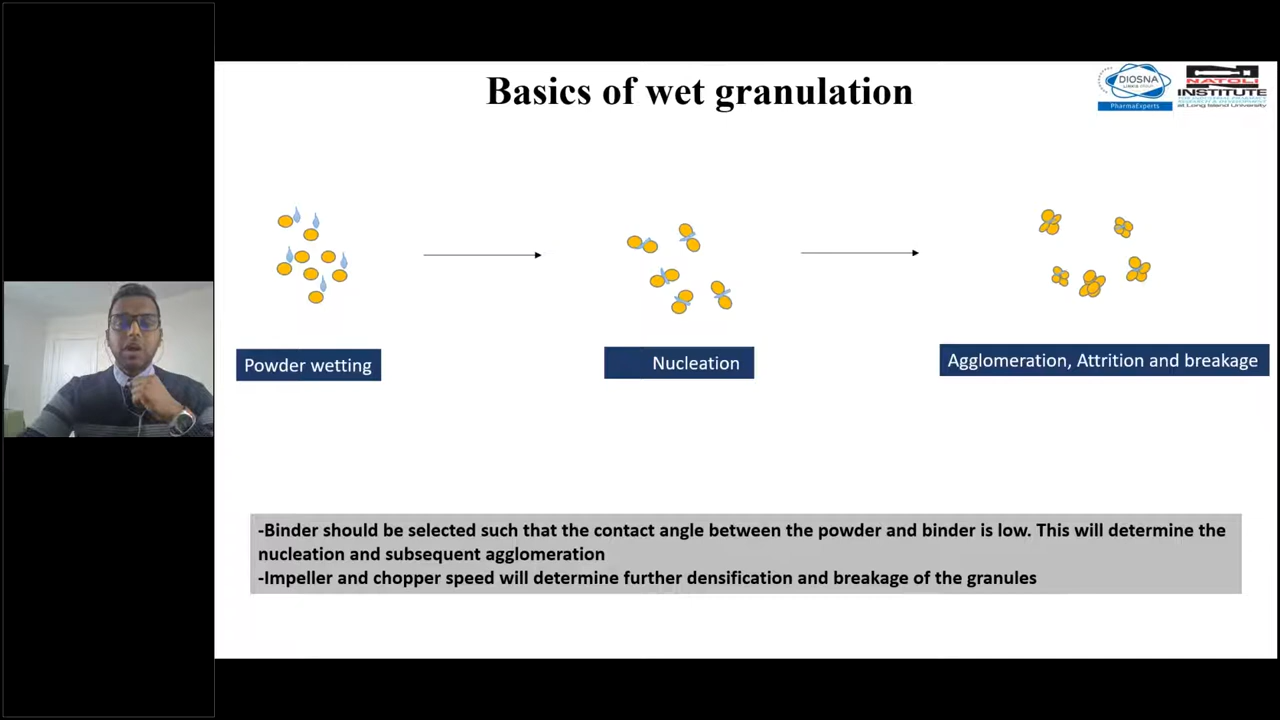 Basics of wet granulation
DIOSNA
PharmaExperts
NATOLI
INSTITUTE
at Long Island University
Powder wetting
Nucleation
Agglomeration, Attrition and breakage
-Binder should be selected such that the contact angle between the powder and binder is low. This will determine the
nucleation and subsequent agglomeration
-Impeller and chopper speed will determine further densification and breakage of the granules